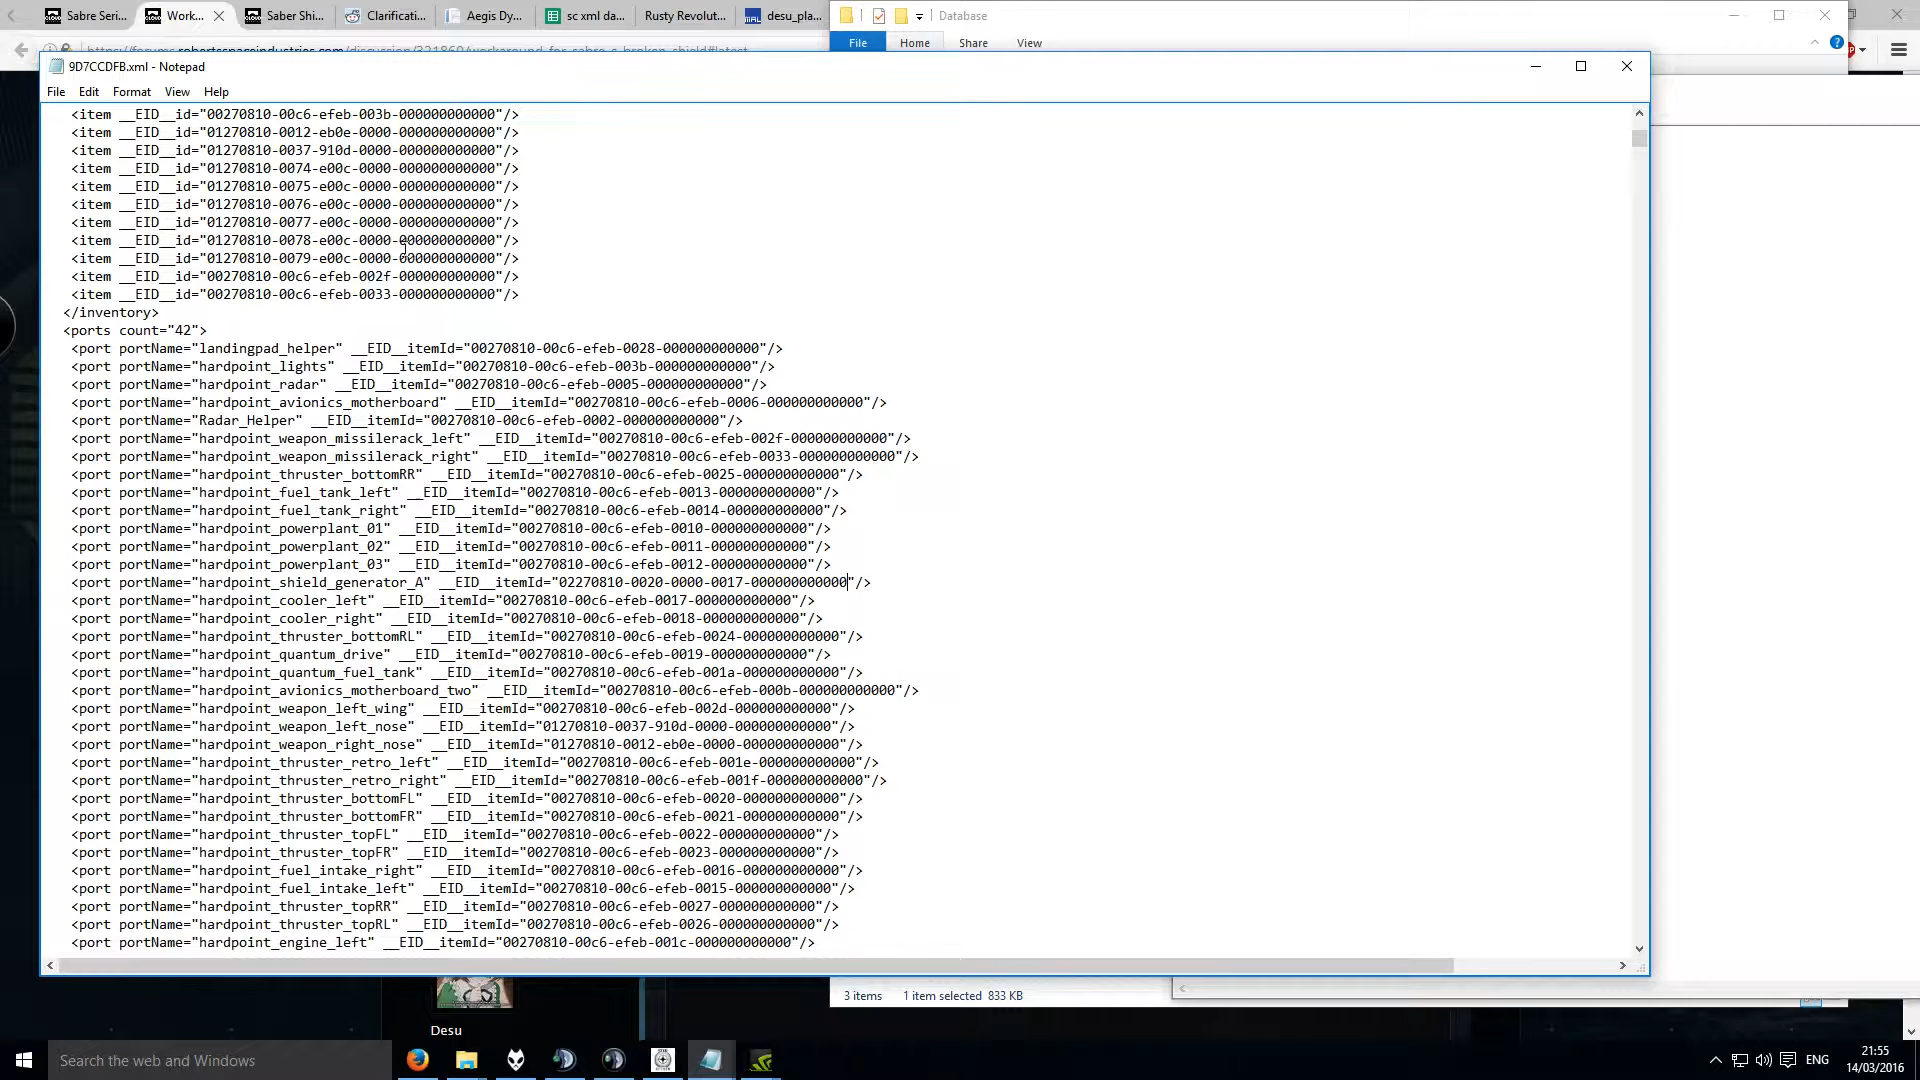 Sabre Seri...
Work...
Saber Shi...
Clarificati...
Aegis Dy...
sc xml da...
Rusty Revolut...
desu_pla...
Database
File Home Share View
https://forums.robertsspaceindustries.com/discussion/321860/workaround_for_sabre_s_broken_shield#latest
9D7CCDFB.xml - Notepad
File Edit Format View Help
<item __EID__id="00270810-00c6-efeb-003b-000000000000"/>
<item __EID__id="01270810-0012-eb0e-0000-000000000000"/>
<item __EID__id="01270810-0037-910d-0000-000000000000"/>
<item __EID__id="01270810-0074-e00c-0000-000000000000"/>
<item __EID__id="01270810-0075-e00c-0000-000000000000"/>
<item __EID__id="01270810-0076-e00c-0000-000000000000"/>
<item __EID__id="01270810-0077-e00c-0000-000000000000"/>
<item __EID__id="01270810-0078-e00c-0000-000000000000"/>
<item __EID__id="01270810-0079-e00c-0000-000000000000"/>
<item __EID__id="00270810-00c6-efeb-002f-000000000000"/>
<item __EID__id="00270810-00c6-efeb-0033-000000000000"/>
</inventory>
<ports count="42">
<port portName="landingpad_helper" __EID__itemId="00270810-00c6-efeb-0028-000000000000"/>
<port portName="hardpoint_lights" __EID__itemId="00270810-00c6-efeb-003b-000000000000"/>
<port portName="hardpoint_radar" __EID__itemId="00270810-00c6-efeb-0005-000000000000"/>
<port portName="hardpoint_avionics_motherboard" __EID__itemId="00270810-00c6-efeb-0006-000000000000"/>
<port portName="Radar_Helper" __EID__itemId="00270810-00c6-efeb-0002-000000000000"/>
<port portName="hardpoint_weapon_missilerack_left" __EID__itemId="00270810-00c6-efeb-002f-000000000000"/>
<port portName="hardpoint_weapon_missilerack_right" __EID__itemId="00270810-00c6-efeb-0033-000000000000"/>
<port portName="hardpoint_thruster_bottomRR" __EID__itemId="00270810-00c6-efeb-0025-000000000000"/>
<port portName="hardpoint_fuel_tank_left" __EID__itemId="00270810-00c6-efeb-0013-000000000000"/>
<port portName="hardpoint_fuel_tank_right" __EID__itemId="00270810-00c6-efeb-0014-000000000000"/>
<port portName="hardpoint_powerplant_01" __EID__itemId="00270810-00c6-efeb-0010-000000000000"/>
<port portName="hardpoint_powerplant_02" __EID__itemId="00270810-00c6-efeb-0011-000000000000"/>
<port portName="hardpoint_powerplant_03" __EID__itemId="00270810-00c6-efeb-0012-000000000000"/>
<port portName="hardpoint_shield_generator_A" __EID__itemId="02270810-0020-0000-0017-000000000000"/>
<port portName="hardpoint_cooler_left" __EID__itemId="00270810-00c6-efeb-0017-000000000000"/>
<port portName="hardpoint_cooler_right" __EID__itemId="00270810-00c6-efeb-0018-000000000000"/>
<port portName="hardpoint_thruster_bottomRL" __EID__itemId="00270810-00c6-efeb-0024-000000000000"/>
<port portName="hardpoint_quantum_drive" __EID__itemId="00270810-00c6-efeb-0019-000000000000"/>
<port portName="hardpoint_quantum_fuel_tank" __EID__itemId="00270810-00c6-efeb-001a-000000000000"/>
<port portName="hardpoint_avionics_motherboard_two" __EID__itemId="00270810-00c6-efeb-000b-000000000000"/>
<port portName="hardpoint_weapon_left_wing" __EID__itemId="00270810-00c6-efeb-002d-000000000000"/>
<port portName="hardpoint_weapon_left_nose" __EID__itemId="01270810-0037-910d-0000-000000000000"/>
<port portName="hardpoint_weapon_right_nose" __EID__itemId="01270810-0012-eb0e-0000-000000000000"/>
<port portName="hardpoint_thruster_retro_left" __EID__itemId="00270810-00c6-efeb-001e-000000000000"/>
<port portName="hardpoint_thruster_retro_right" __EID__itemId="00270810-00c6-efeb-001f-000000000000"/>
<port portName="hardpoint_thruster_bottomFL" __EID__itemId="00270810-00c6-efeb-0020-000000000000"/>
<port portName="hardpoint_thruster_bottomFR" __EID__itemId="00270810-00c6-efeb-0021-000000000000"/>
<port portName="hardpoint_thruster_topFL" __EID__itemId="00270810-00c6-efeb-0022-000000000000"/>
<port portName="hardpoint_thruster_topFR" __EID__itemId="00270810-00c6-efeb-0023-000000000000"/>
<port portName="hardpoint_fuel_intake_right" __EID__itemId="00270810-00c6-efeb-0016-000000000000"/>
<port portName="hardpoint_fuel_intake_left" __EID__itemId="00270810-00c6-efeb-0015-000000000000"/>
<port portName="hardpoint_thruster_topRR" __EID__itemId="00270810-00c6-efeb-0027-000000000000"/>
<port portName="hardpoint_thruster_topRL" __EID__itemId="00270810-00c6-efeb-0026-000000000000"/>
<port portName="hardpoint_engine_left" __EID__itemId="00270810-00c6-efeb-001c-000000000000"/>
3 items 1 item selected 833 KB
Desu
Search the web and Windows
ENG
21:55
14/03/2016